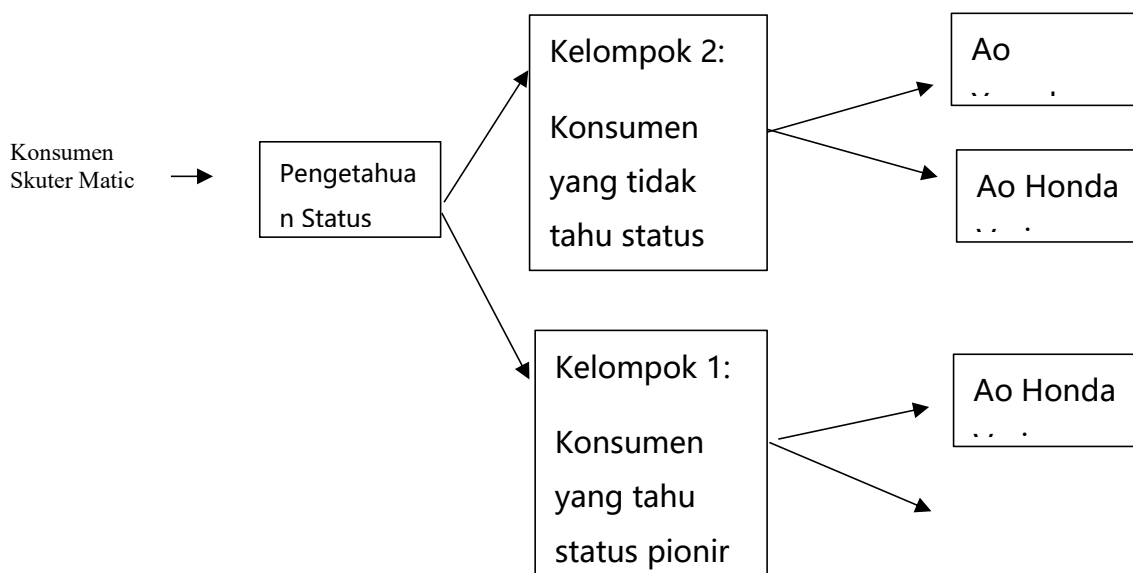 Konsumen
Skuter Matic
Pengetahua
n Status
Kelompok 2:
Konsumen
yang tidak
tahu status
Ao
Ao Honda
Kelompok 1:
Konsumen
yang tahu
status pionir
Ao Honda